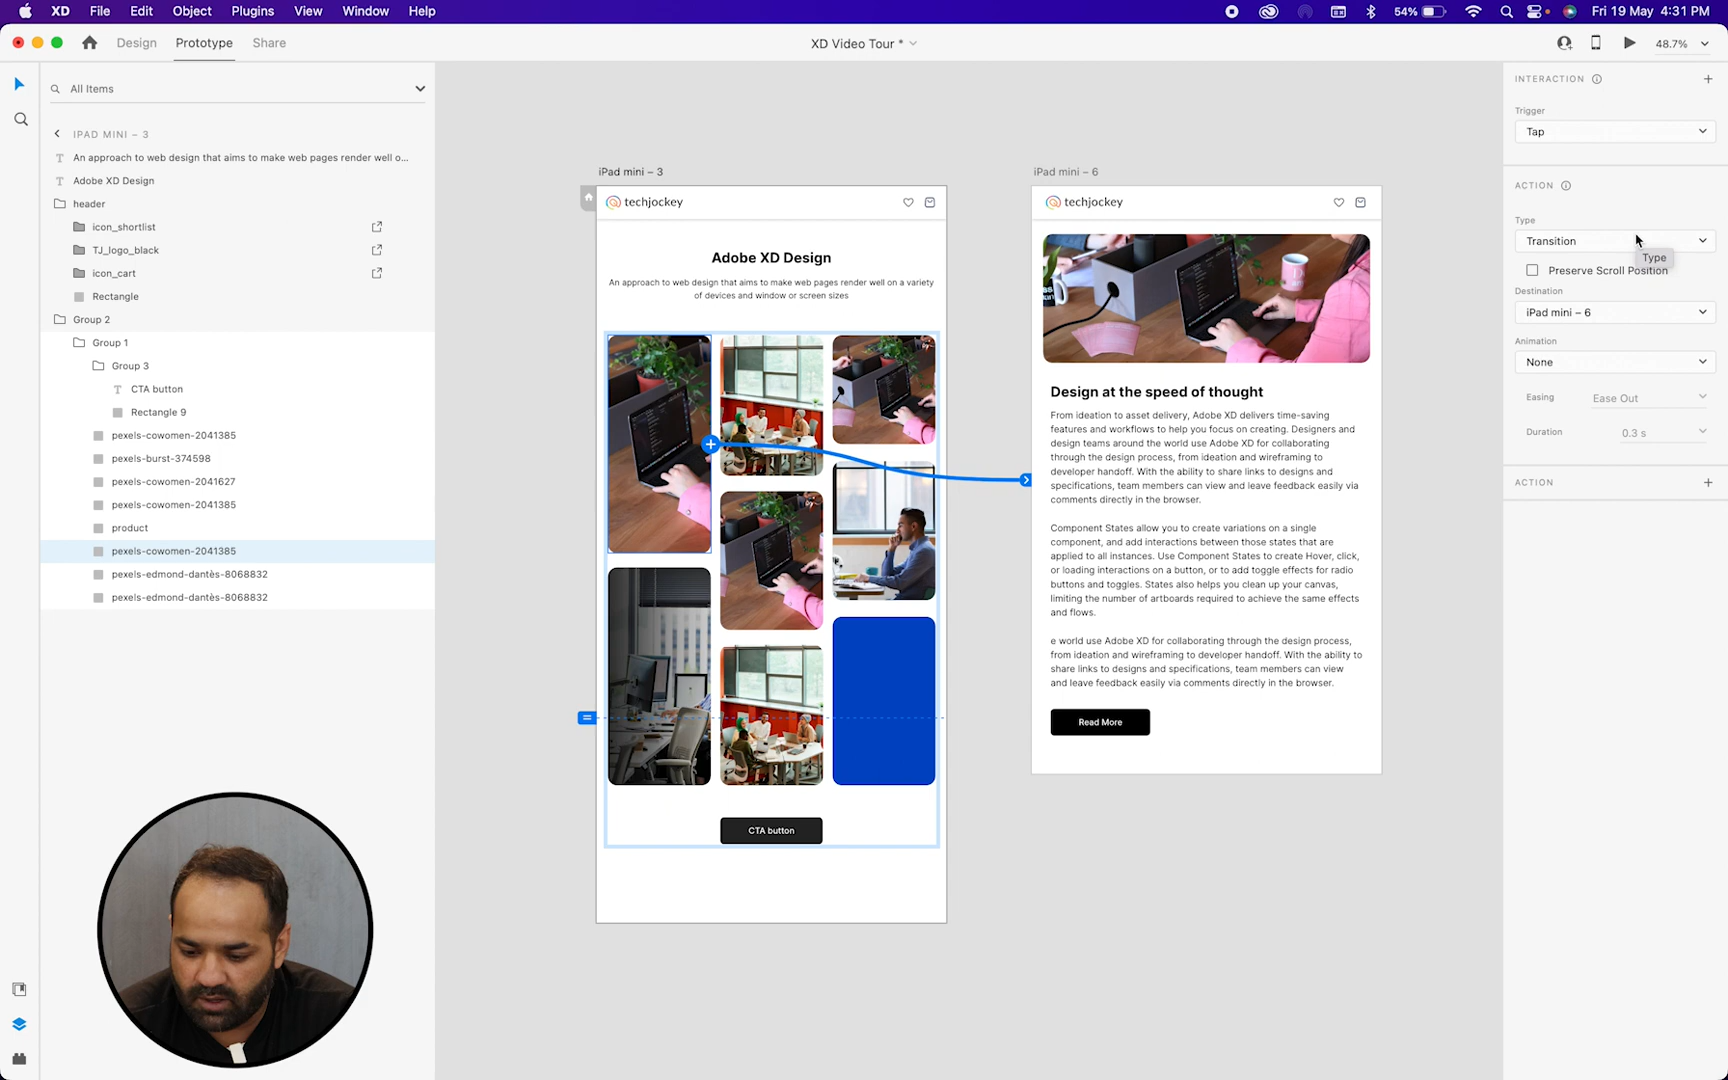 XD File Edit Object Plugins View Window Help 54% Fri 19 May 4:31 PM
Design Prototype Share XD Video Tour * 48.7%
All Items
IPAD MINI – 3
An approach to web design that aims to make web pages render well o...
Adobe XD Design
header
icon_shortlist
TJ_logo_black
icon_cart
Rectangle
Group 2
Group 1
Group 3
CTA button
Rectangle 9
pexels-cowomen-2041385
pexels-burst-374598
pexels-cowomen-2041627
pexels-cowomen-2041385
product
pexels-cowomen-2041385
pexels-edmond-dantès-8068832
pexels-edmond-dantès-8068832
iPad mini – 3
techjockey
Adobe XD Design
An approach to web design that aims to make web pages render well on a variety
of devices and window or screen sizes
CTA button
iPad mini – 6
techjockey
Design at the speed of thought
From ideation to asset delivery, Adobe XD delivers time-saving
features and workflows to help you focus on creating. Designers and
design teams around the world use Adobe XD for collaborating
through the design process, from ideation and wireframing to
developer handoff. With the ability to share links to designs and
specifications, team members can view and leave feedback easily via
comments directly in the browser.
Component States allow you to create variations on a single
component, and add interactions between those states that are
applied to all instances. Use Component States to create Hover, click,
or loading interactions on a button, or to add toggle effects for radio
buttons and toggles. States also helps you clean up your canvas,
limiting the number of artboards required to achieve the same effects
and flows.
e world use Adobe XD for collaborating through the design process,
from ideation and wireframing to developer handoff. With the ability to
share links to designs and specifications, team members can view
and leave feedback easily via comments directly in the browser.
Read More
INTERACTION
Trigger
Tap
ACTION
Type
Transition
Type
Preserve Scroll Position
Destination
iPad mini – 6
Animation
None
Easing Ease Out
Duration 0.3 s
ACTION